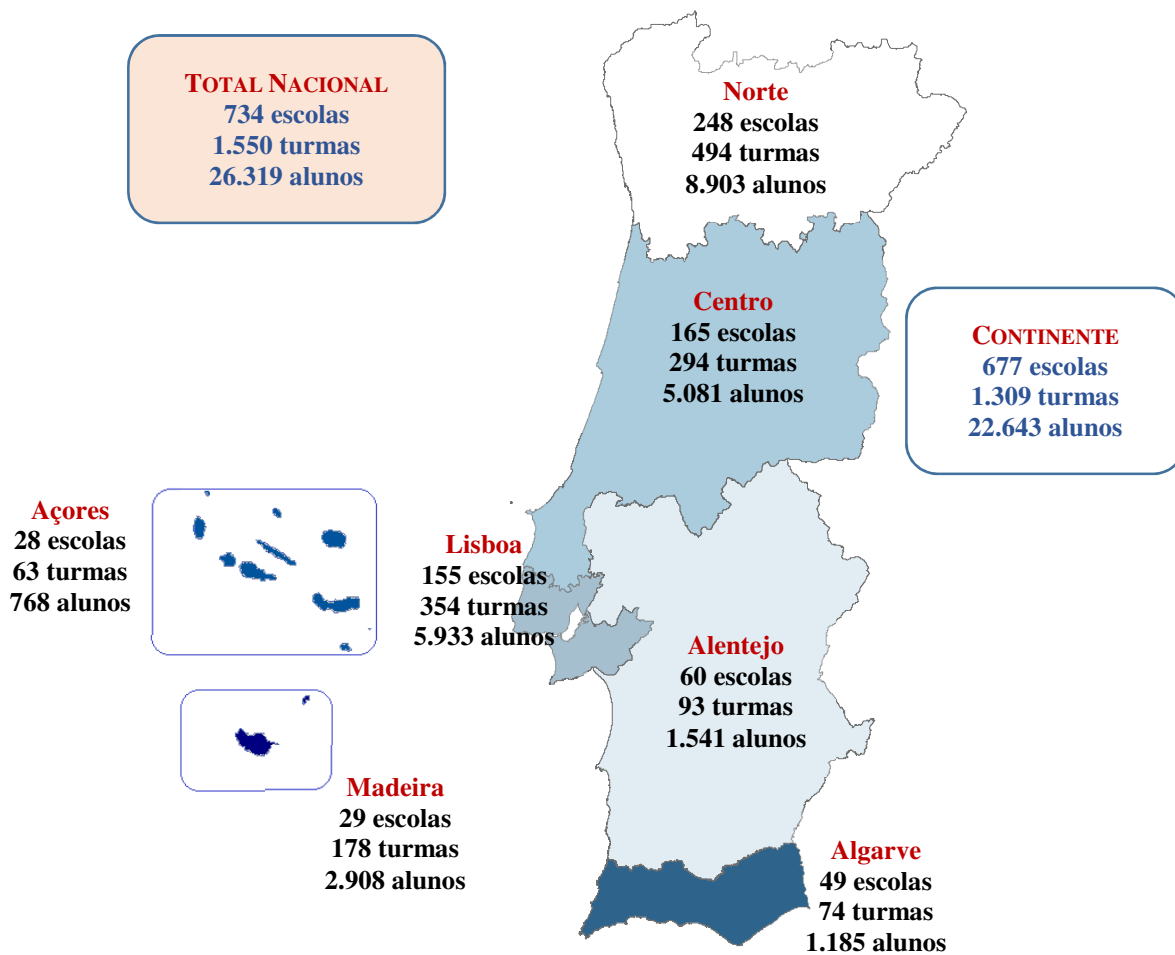 TOTAL NACIONAL
734 escolas
1.550 turmas
26.319 alunos
Norte
248 escolas
494 turmas
8.903 alunos
Centro
165 escolas
294 turmas
5.081 alunos
CONTINENTE
677 escolas
1.309 turmas
22.643 alunos
Açores
28 escolas
63 turmas
768 alunos
Lisboa
155 escolas
354 turmas
5.933 alunos
Alentejo
60 escolas
93 turmas
1.541 alunos
Madeira
29 escolas
178 turmas
2.908 alunos
Algarve
49 escolas
74 turmas
1.185 alunos